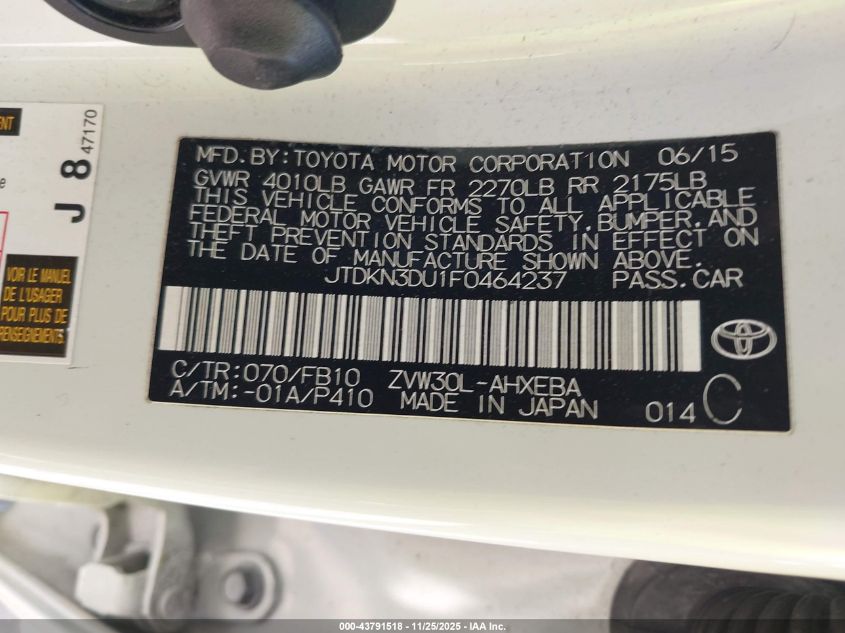 MFD.BY:TOYOTA MOTOR CORPORATION 06/15
GVWR 4010LB GAWR FR 2270LB RR 2175LB
THIS VEHICLE CONFORMS TO ALL APPLICABLE
FEDERAL MOTOR VEHICLE SAFETY,BUMPER,AND
THEFT PREVENTION STANDARDS IN EFFECT ON
THE DATE OF MANUFACTURE SHOWN ABOVE.
JTDKN3DU1F0464237 PASS.CAR
C/TR:070/FB10 ZVW30L-AHXEBA
A/TM:-01A/P410 MADE IN JAPAN 014 C
J 8 47170
VOIR LE MANUEL
DE L'USAGER
POUR PLUS DE
RENSEIGNEMENTS.
000-43791518 - 11/25/2025 - IAA Inc.